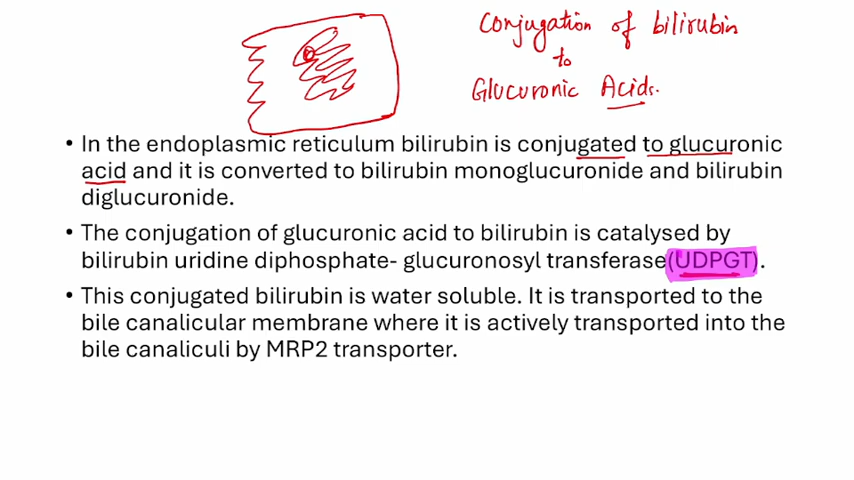 Conjugation of bilirubin
to
Glucuronic Acids.
• In the endoplasmic reticulum bilirubin is conjugated to glucuronic
acid and it is converted to bilirubin monoglucuronide and bilirubin
diglucuronide.
• The conjugation of glucuronic acid to bilirubin is catalysed by
bilirubin uridine diphosphate- glucuronosyl transferase(UDPGT).
• This conjugated bilirubin is water soluble. It is transported to the
bile canalicular membrane where it is actively transported into the
bile canaliculi by MRP2 transporter.